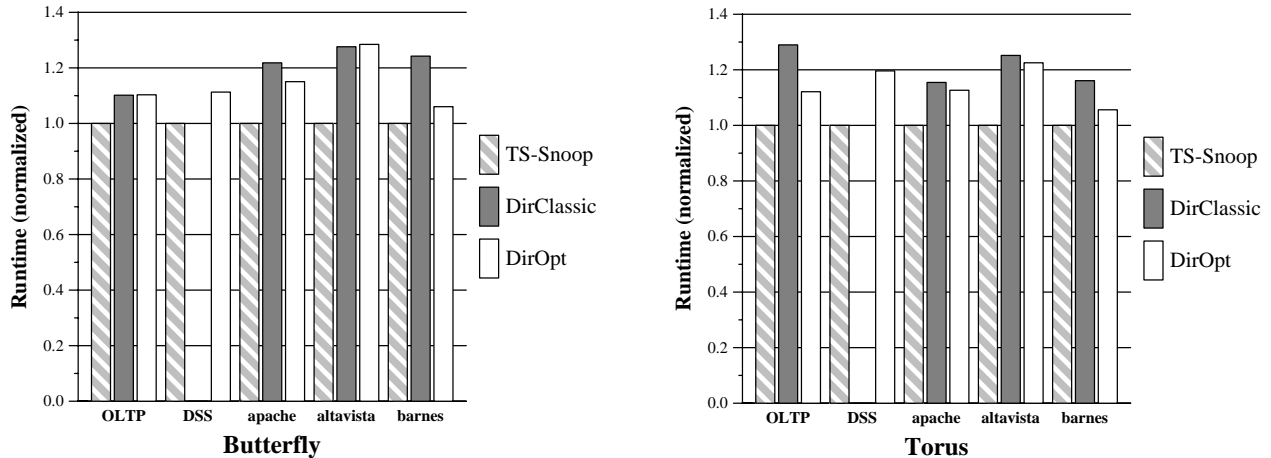 1.4
1.2
1.0
0.8
0.6
0.4
0.2
0.0
Runtime (normalized)
OLTP DSS apache altavista barnes
Butterfly
TS-Snoop
DirClassic
DirOpt
1.4
1.2
1.0
0.8
0.6
0.4
0.2
0.0
Runtime (normalized)
OLTP DSS apache altavista barnes
Torus
TS-Snoop
DirClassic
DirOpt